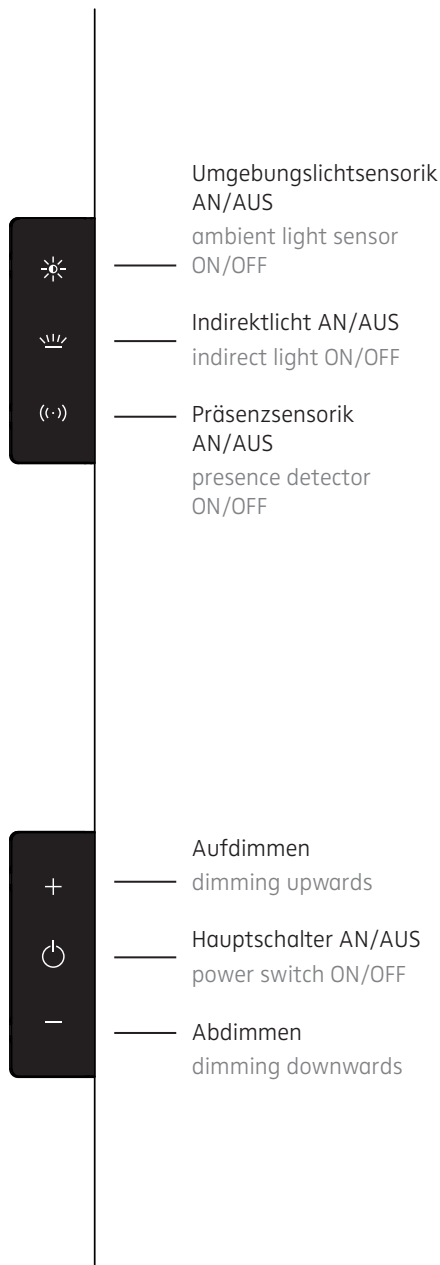 Umgebungslichtsensorik
AN/AUS
ambient light sensor
ON/OFF
Indirektlicht AN/AUS
indirect light ON/OFF
Präsenzsensorik
AN/AUS
presence detector
ON/OFF
Aufdimmen
dimming upwards
Hauptschalter AN/AUS
power switch ON/OFF
Abdimmen
dimming downwards